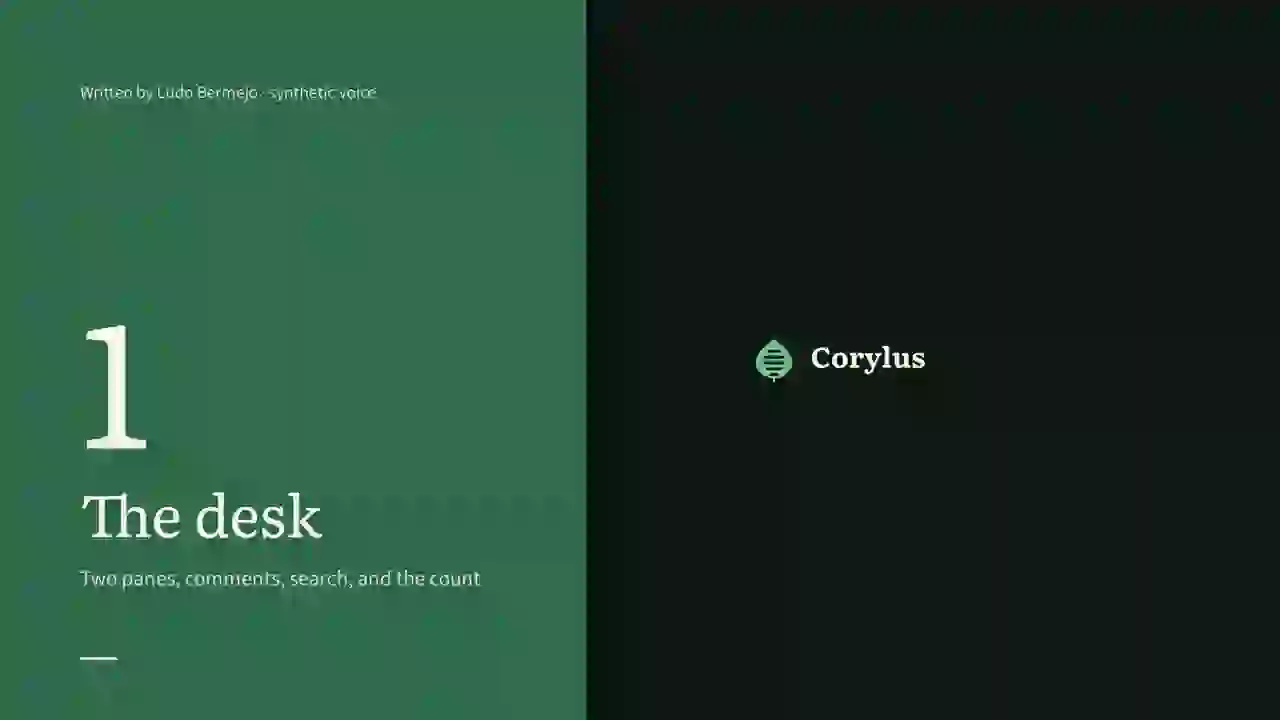 Written by Ludo Bermejo · synthetic voice
1
The desk
Two panes, comments, search, and the count
Corylus